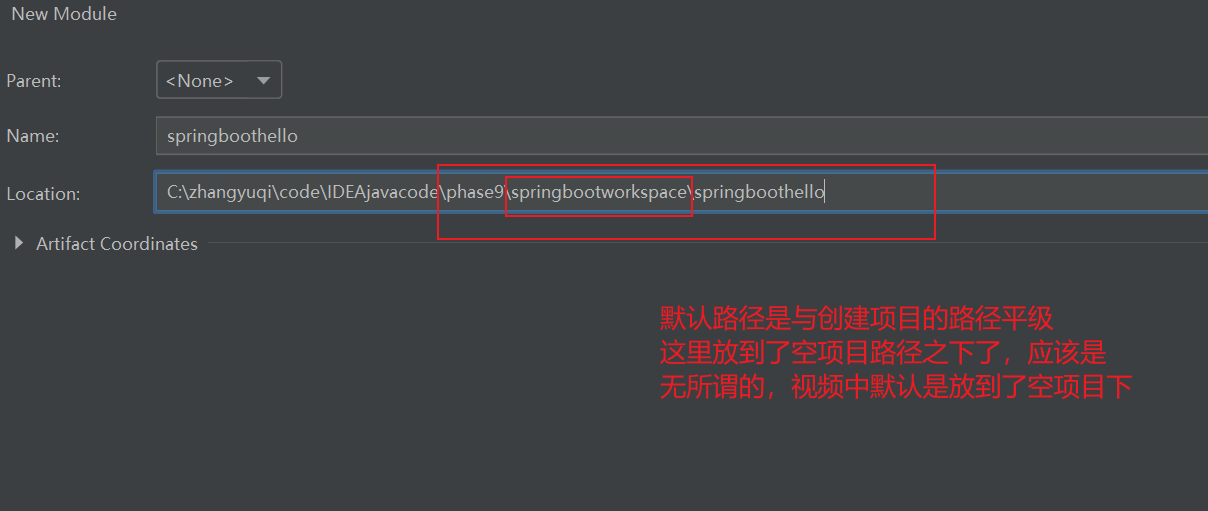 New Module
Parent:
<None>
Name:
springboothello
Location:
C:\zhangyuqi\code\IDEAjavacode\phase9\springbootworkspace\springboothello
Artifact Coordinates
默认路径是与创建项目的路径平级
这里放到了空项目路径之下了，应该是
无所谓的，视频中默认是放到了空项目下